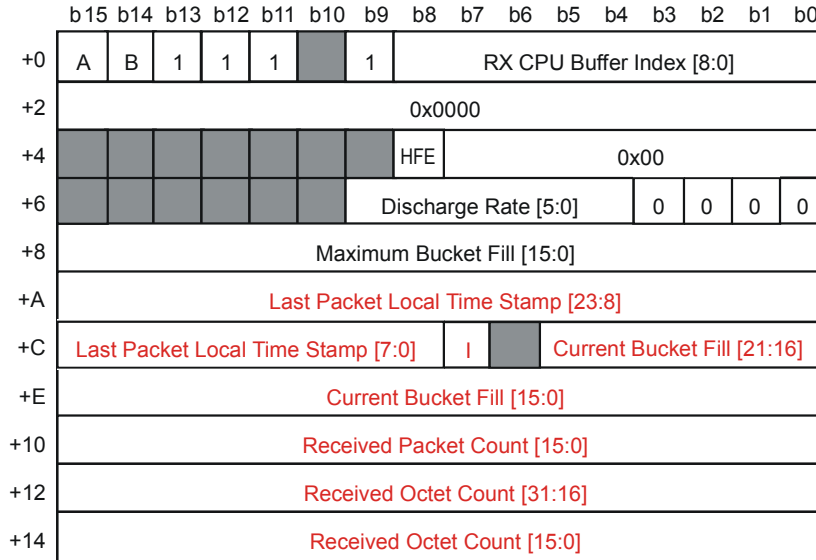 b15 b14 b13 b12 b11 b10 b9 b8 b7 b6 b5 b4 b3 b2 b1 b0
+0 A B 1 1 1 1 RX CPU Buffer Index [8:0]
+2 0x0000
+4 HFE 0x00
+6 Discharge Rate [5:0] 0 0 0 0
+8 Maximum Bucket Fill [15:0]
+A Last Packet Local Time Stamp [23:8]
+C Last Packet Local Time Stamp [7:0] I Current Bucket Fill [21:16]
+E Current Bucket Fill [15:0]
+10 Received Packet Count [15:0]
+12 Received Octet Count [31:16]
+14 Received Octet Count [15:0]